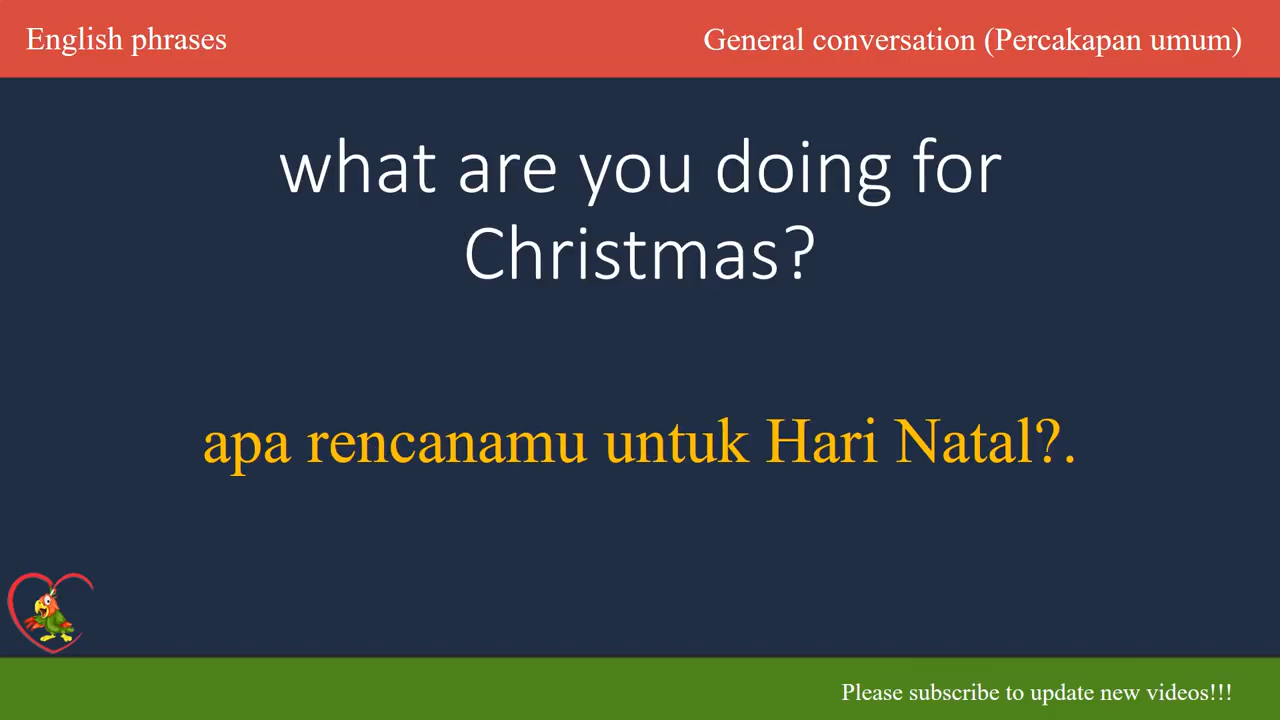 English phrases
General conversation (Percakapan umum)
what are you doing for
Christmas?
apa rencanamu untuk Hari Natal?.
Please subscribe to update new videos!!!